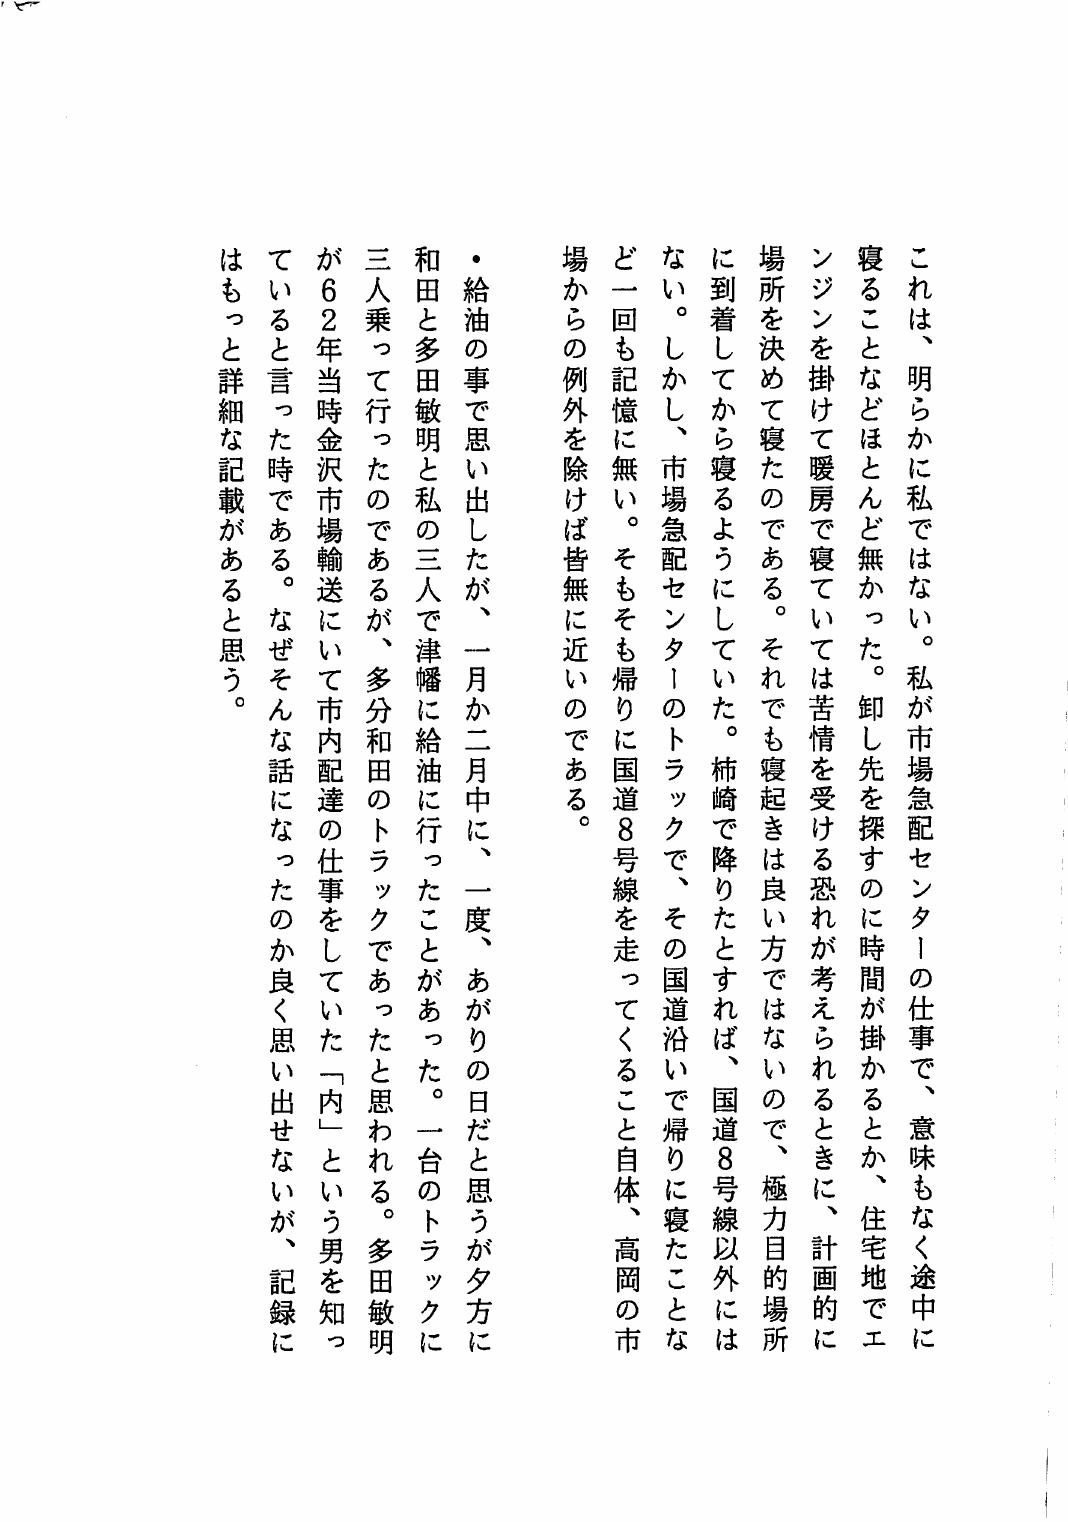 これは、明らかに私ではない。私が市場急配センターの仕事で、意味もなく途中に
寝ることなどほとんど無かった。卸し先を探すのに時間が掛かるとか、住宅地でエ
ンジンを掛けて暖房で寝ていては苦情を受ける恐れが考えられるときに、計画的に
場所を決めて寝たのである。それでも寝起きは良い方ではないので、極力目的場所
に到着してから寝るようにしていた。柿崎で降りたとすれば、国道８号線以外には
ない。しかし、市場急配センターのトラックで、その国道沿いで帰りに寝たことな
ど一回も記憶に無い。そもそも帰りに国道８号線を走ってくること自体、高岡の市
場からの例外を除けば皆無に近いのである。
・給油の事で思い出したが、一月か二月中に、一度、あがりの日だと思うが夕方に
和田と多田敏明と私の三人で津幡に給油に行ったことがあった。一台のトラックに
三人乗って行ったのであるが、多分和田のトラックであったと思われる。多田敏明
が６２年当時金沢市場輸送にいて市内配達の仕事をしていた「内」という男を知っ
ていると言った時である。なぜそんな話になったのか良く思い出せないが、記録に
はもっと詳細な記載があると思う。